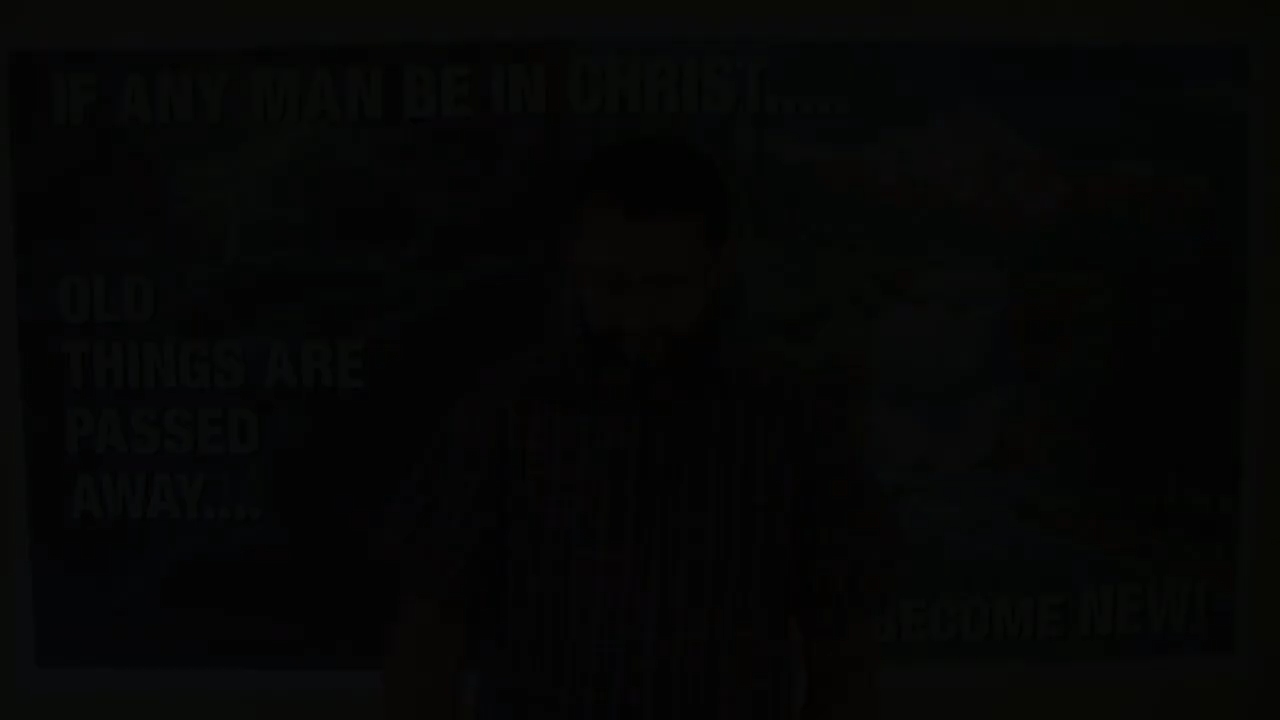 IF ANY MAN BE IN CHRIST.....
OLD
THINGS ARE
PASSED
AWAY....
BECOME NEW!